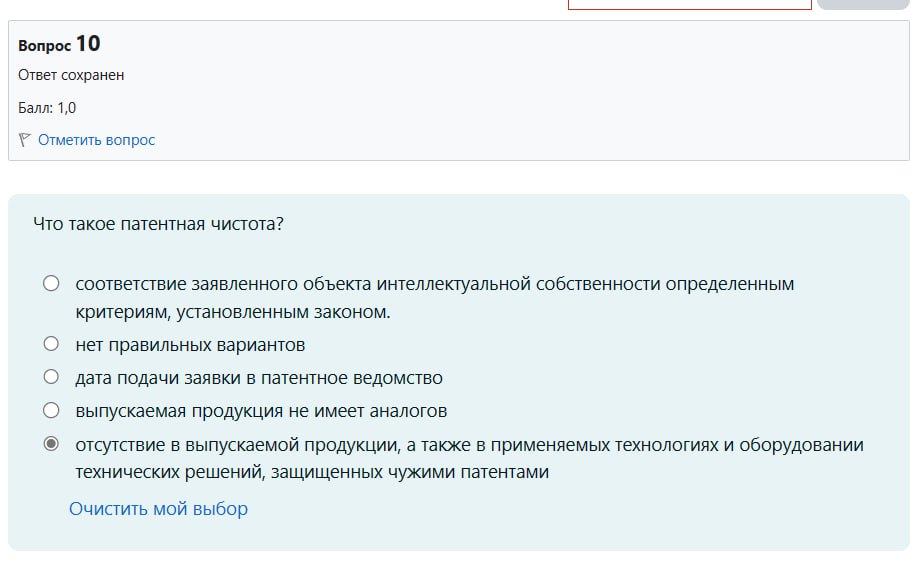 Вопрос 10
Ответ сохранен
Балл: 1,0
Отметить вопрос
Что такое патентная чистота?
соответствие заявленного объекта интеллектуальной собственности определенным
критериям, установленным законом.
нет правильных вариантов
дата подачи заявки в патентное ведомство
выпускаемая продукция не имеет аналогов
отсутствие в выпускаемой продукции, а также в применяемых технологиях и оборудовании
технических решений, защищенных чужими патентами
Очистить мой выбор